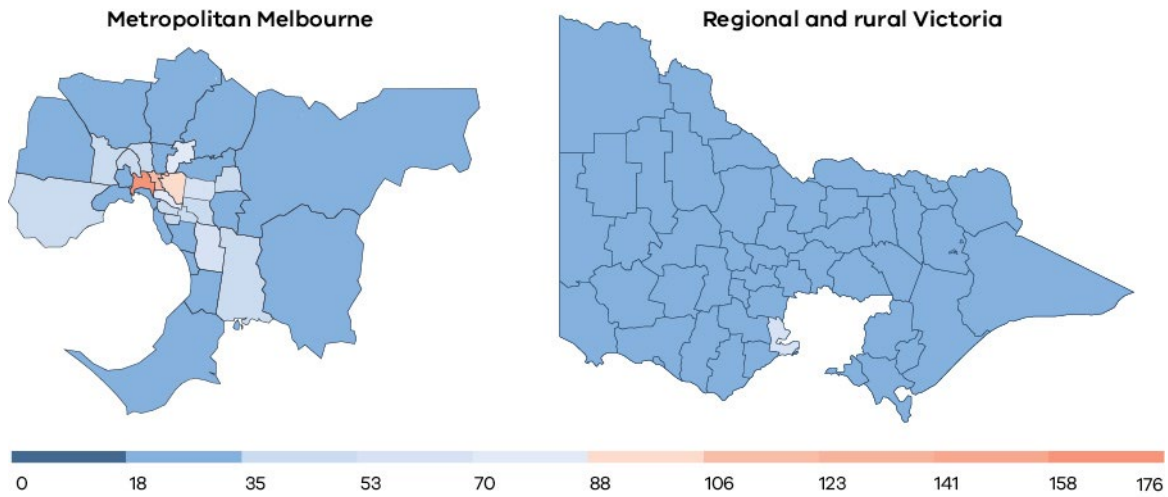 Metropolitan Melbourne
Regional and rural Victoria
0 18 35 53 70 88 106 123 141 158 176